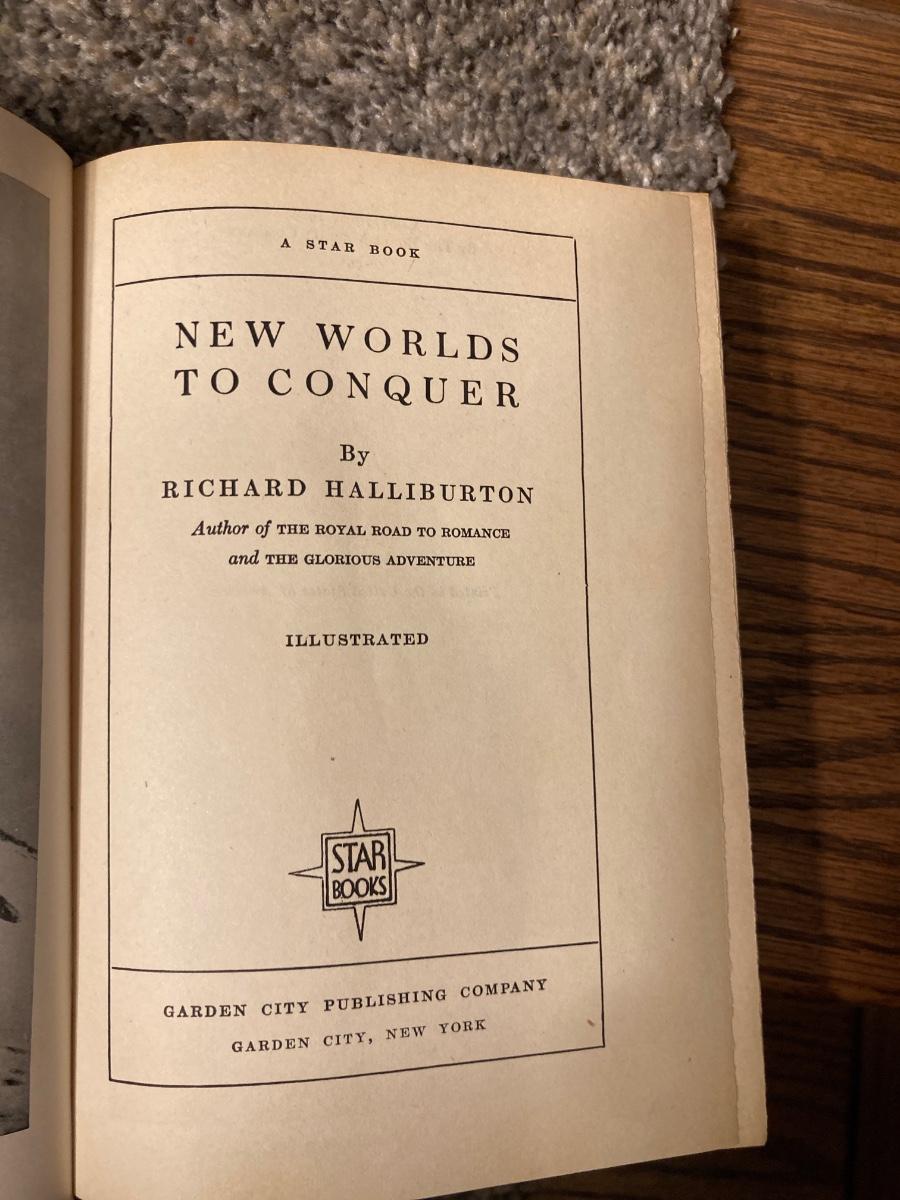 A STAR BOOK
NEW WORLDS
TO CONQUER
By
RICHARD HALLIBURTON
Author of THE ROYAL ROAD TO ROMANCE
and THE GLORIOUS ADVENTURE
ILLUSTRATED
STAR
BOOKS
GARDEN CITY PUBLISHING COMPANY
GARDEN CITY, NEW YORK